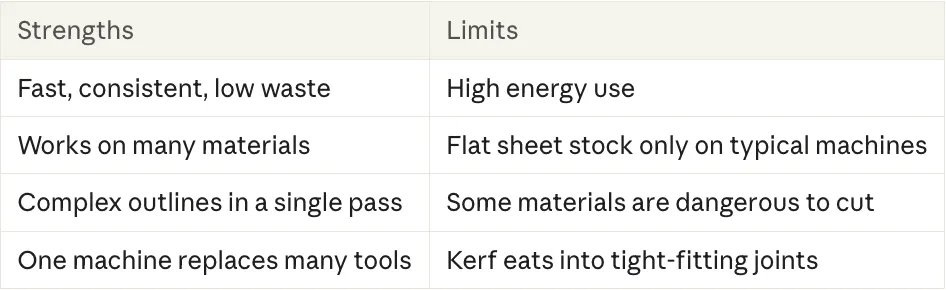 Strengths
Limits
Fast, consistent, low waste
High energy use
Works on many materials
Flat sheet stock only on typical machines
Complex outlines in a single pass
Some materials are dangerous to cut
One machine replaces many tools
Kerf eats into tight-fitting joints